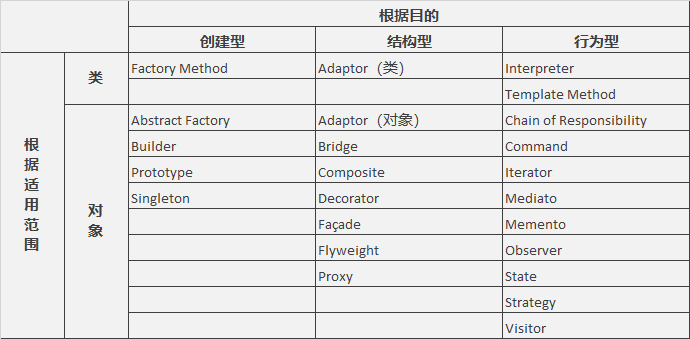 根据目的
创建型 结构型 行为型
根据适用范围
类
Factory Method Adaptor（类） Interpreter
Template Method
对象
Abstract Factory Adaptor（对象） Chain of Responsibility
Builder Bridge Command
Prototype Composite Iterator
Singleton Decorator Mediato
Façade Memento
Flyweight Observer
Proxy State
Strategy
Visitor